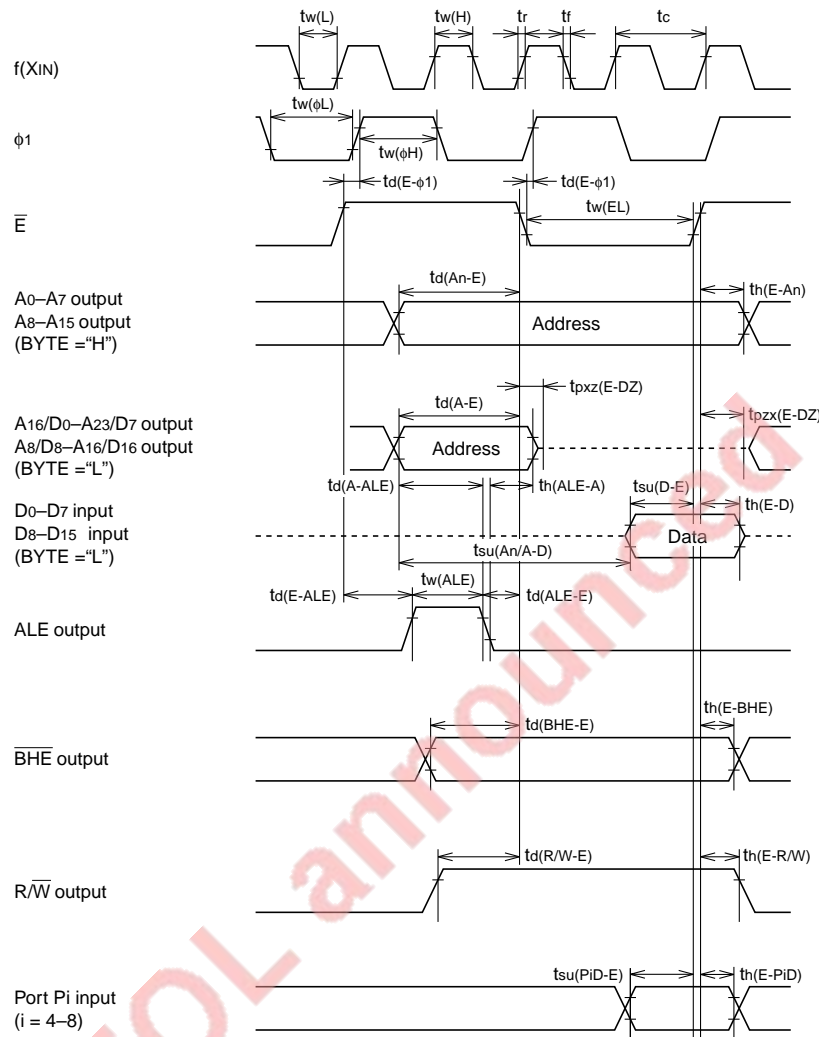 tw(L) tw(H) tr tf tc
f(XIN)
tw(ϕL)
ϕ1
tw(ϕH)
td(E-ϕ1) td(E-ϕ1)
tw(EL)
E̅
td(An-E) th(E-An)
A0–A7 output
A8–A15 output
(BYTE =“H”)
Address
tpxz(E-DZ)
td(A-E) tpzx(E-DZ)
A16/D0–A23/D7 output
A8/D8–A16/D16 output
(BYTE =“L”)
Address
td(A-ALE) th(ALE-A) tsu(D-E) th(E-D)
D0–D7 input
D8–D15 input
(BYTE =“L”)
Data
tsu(An/A-D)
tw(ALE)
td(E-ALE) td(ALE-E)
ALE output
th(E-BHE)
td(BHE-E)
B̅H̅E̅ output
td(R/W-E) th(E-R/W)
R/W̅ output
tsu(PiD-E) th(E-PiD)
Port Pi input
(i = 4–8)
OL announced